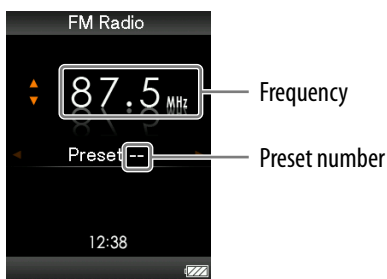 FM Radio
87.5 MHz
Frequency
Preset --
Preset number
12:38